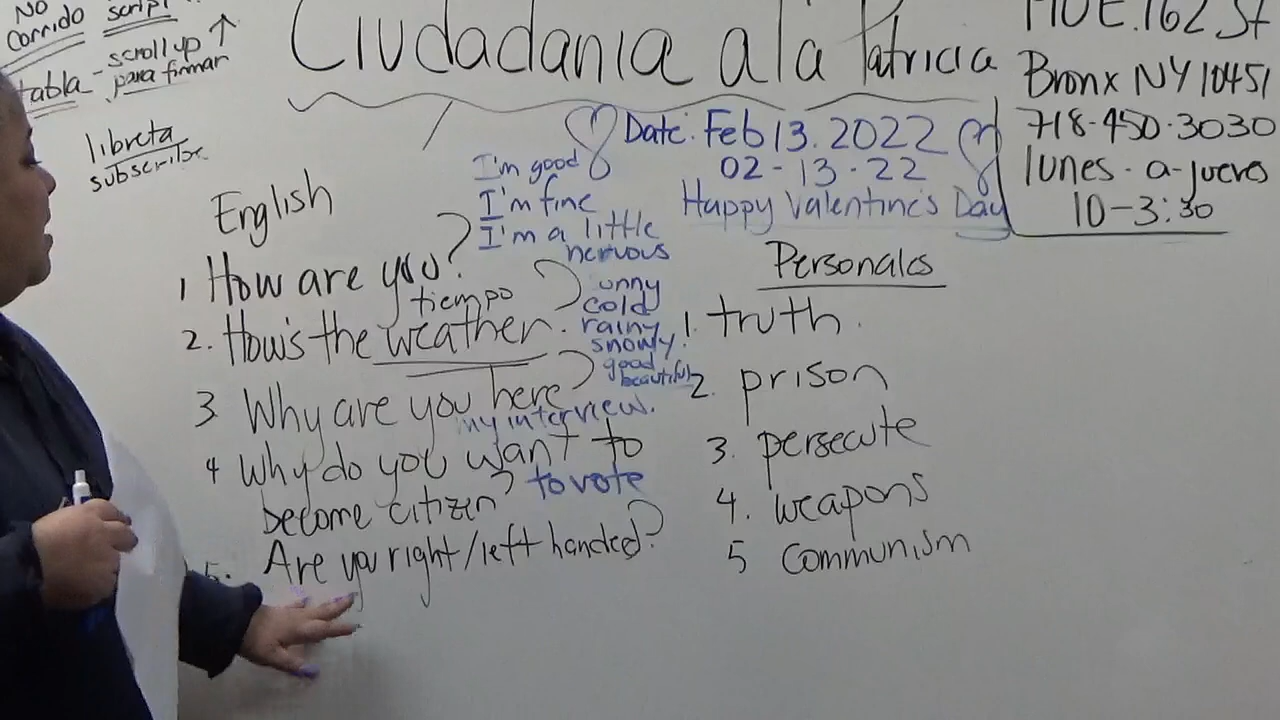 No script
corrido
tabla - scroll up ↑
para firmar
libreta
subscribe
Ciudadania a la Patricia
Bronx NY 10451
718-450-3030
lunes - a - jueves
10-3:30
Date: Feb 13. 2022
02-13-22
Happy Valentine's Day
English
1 How are you?
I'm good
I'm fine
I'm a little
nervous
tiempo
2. How's the weather.
unny
cold
rainy
snowy
good
beautiful
3 Why are you here
my interview.
4 Why do you want to
become citizen? to vote
5. Are you right/left handed?
Personales
1. truth.
2. prison
3. persecute
4. weapons
5 Communism